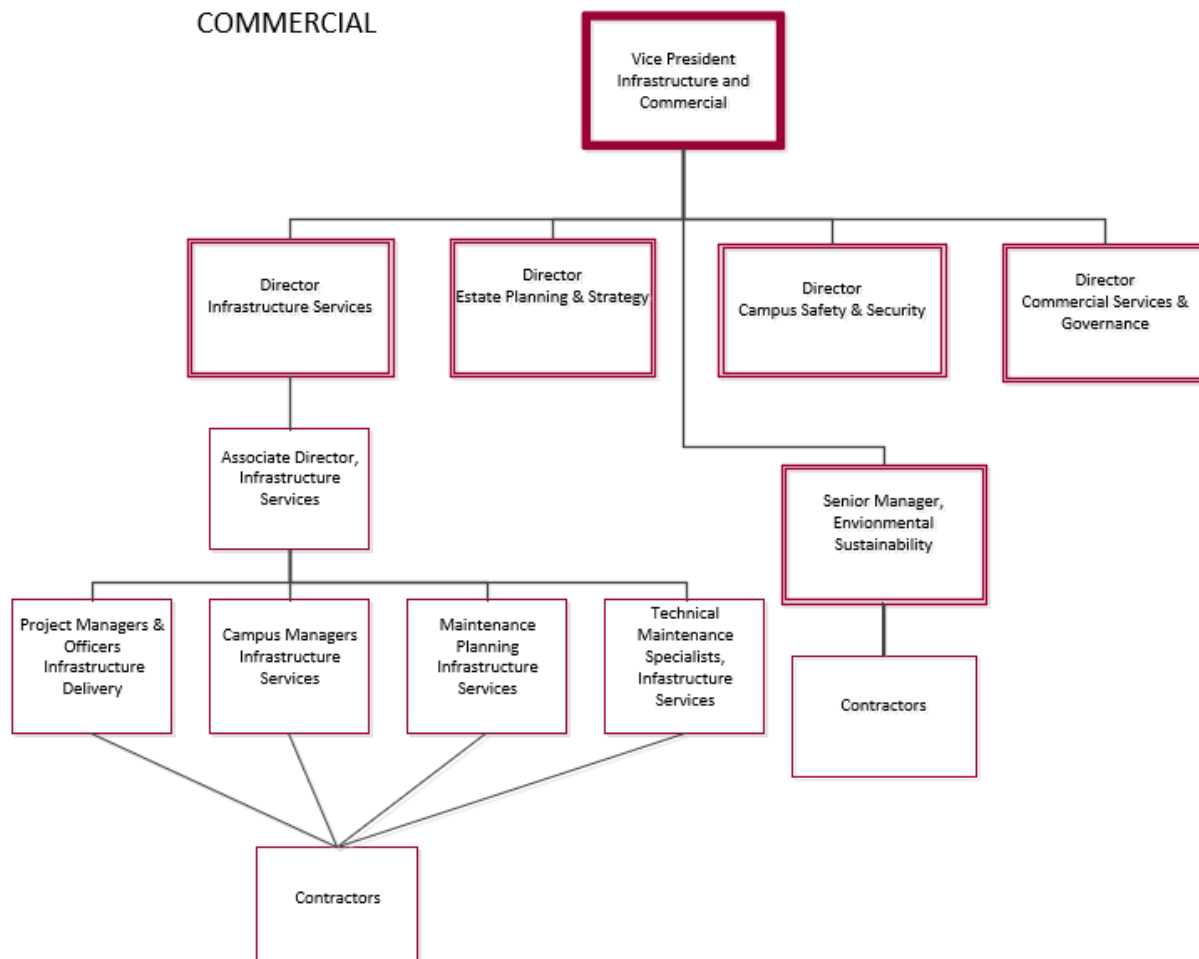 COMMERCIAL
Vice President
Infrastructure and
Commercial
Director
Infrastructure Services
Director
Estate Planning & Strategy
Director
Campus Safety & Security
Director
Commercial Services &
Governance
Associate Director,
Infrastructure
Services
Senior Manager,
Envionmental
Sustainability
Project Managers &
Officers
Infrastructure
Delivery
Campus Managers
Infrastructure
Services
Maintenance
Planning
Infrastructure
Services
Technical
Maintenance
Specialists,
Infastructure
Services
Contractors
Contractors